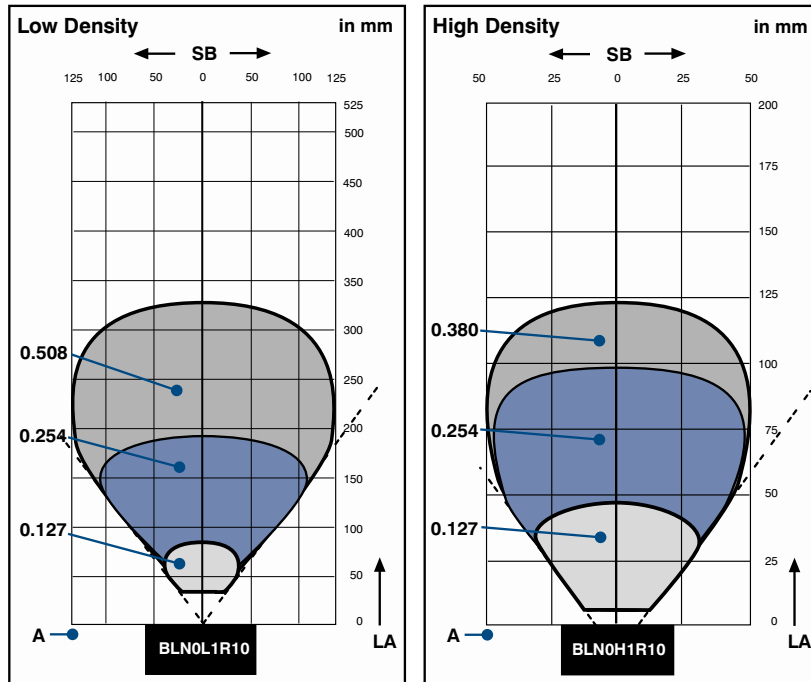 Low Density in mm
SB
125 100 50 0 50 100 125
525
500
450
400
350
300
250
200
150
100
50
0
0.508
0.254
0.127
A
LA
BLN0L1R10
High Density in mm
SB
50 25 0 25 50
200
175
150
125
100
75
50
25
0
0.380
0.254
0.127
A
LA
BLN0H1R10